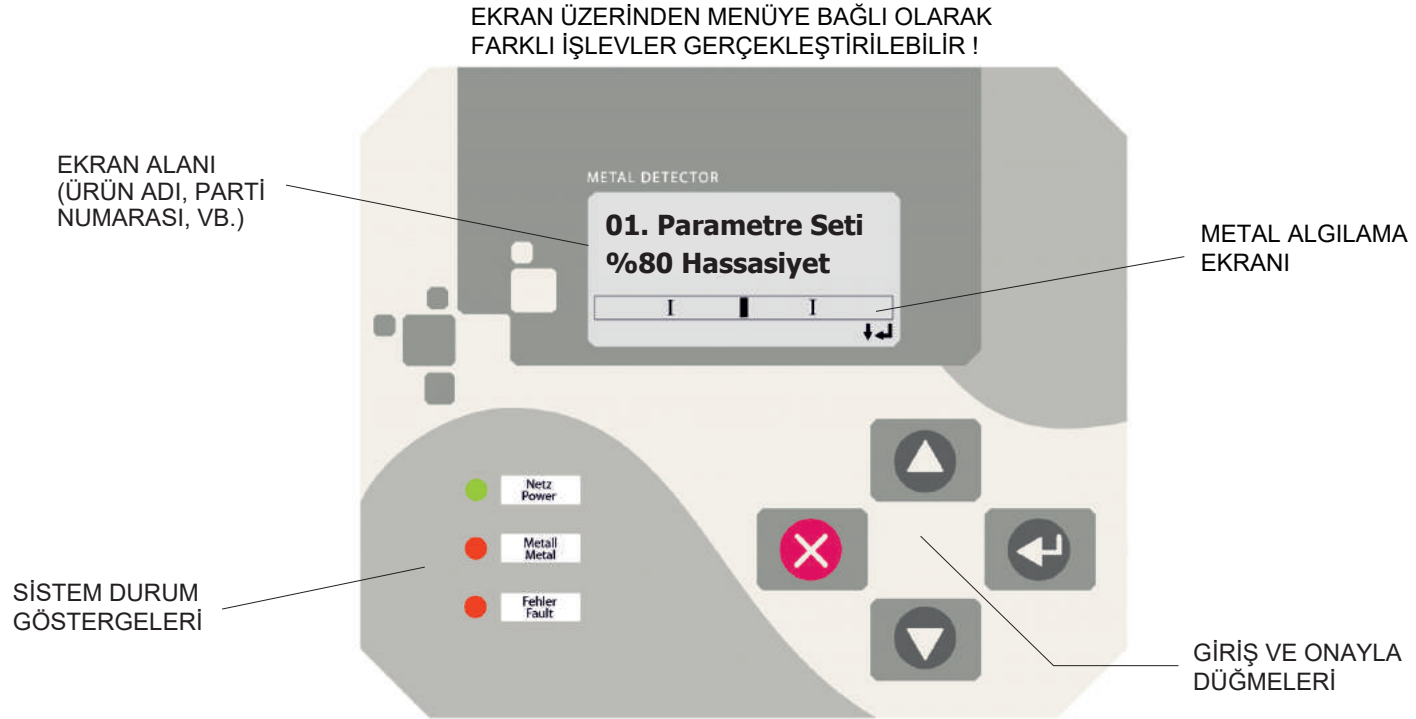 EKRAN ÜZERİNDEN MENÜYE BAĞLI OLARAK
FARKLI İŞLEVLER GERÇEKLEŞTİRİLEBİLİR !
EKRAN ALANI
(ÜRÜN ADI, PARTİ
NUMARASI, VB.)
METAL DETECTOR
01. Parametre Seti
%80 Hassasiyet
METAL ALGILAMA
EKRANI
Netz
Power
Metall
Metal
Fehler
Fault
SİSTEM DURUM
GÖSTERGELERİ
GİRİŞ VE ONAYLA
DÜĞMELERİ